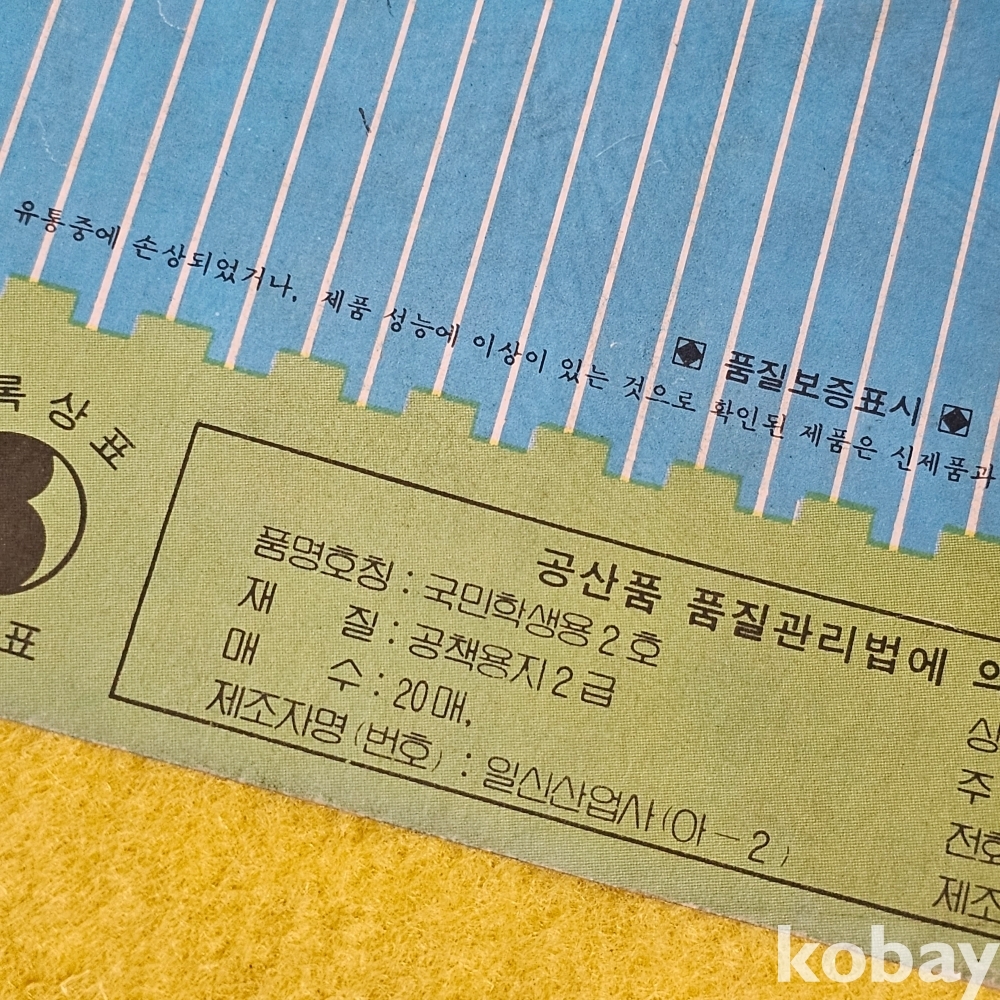 ◈ 품질보증표시 ◈
유통중에 손상되었거나, 제품 성능에 이상이 있는 것으로 확인된 제품은 신제품과
록 상 표
표
공산품 품질관리법에 의
품명호칭 : 국민학생용 2 호
재 질 : 공책용지 2 급
매 수 : 20 매,
제조자명 (번호) : 일신산업사 (아-2)
상
주
전화
제조
kobay